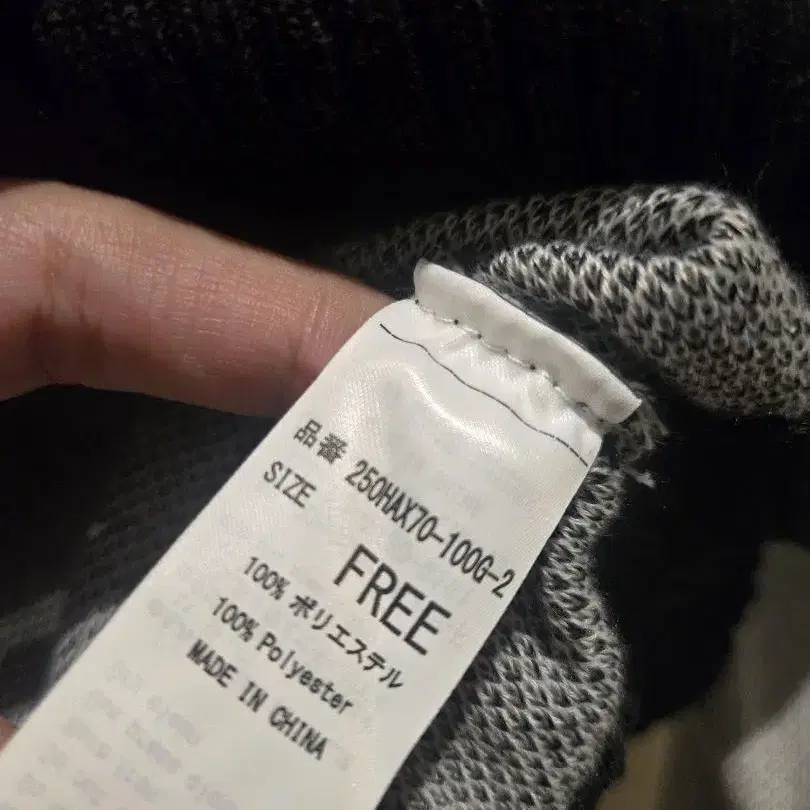 品番 250HAX70-100G-2
SIZE
FREE
100% ポリエステル
100% Polyester
MADE IN CHINA